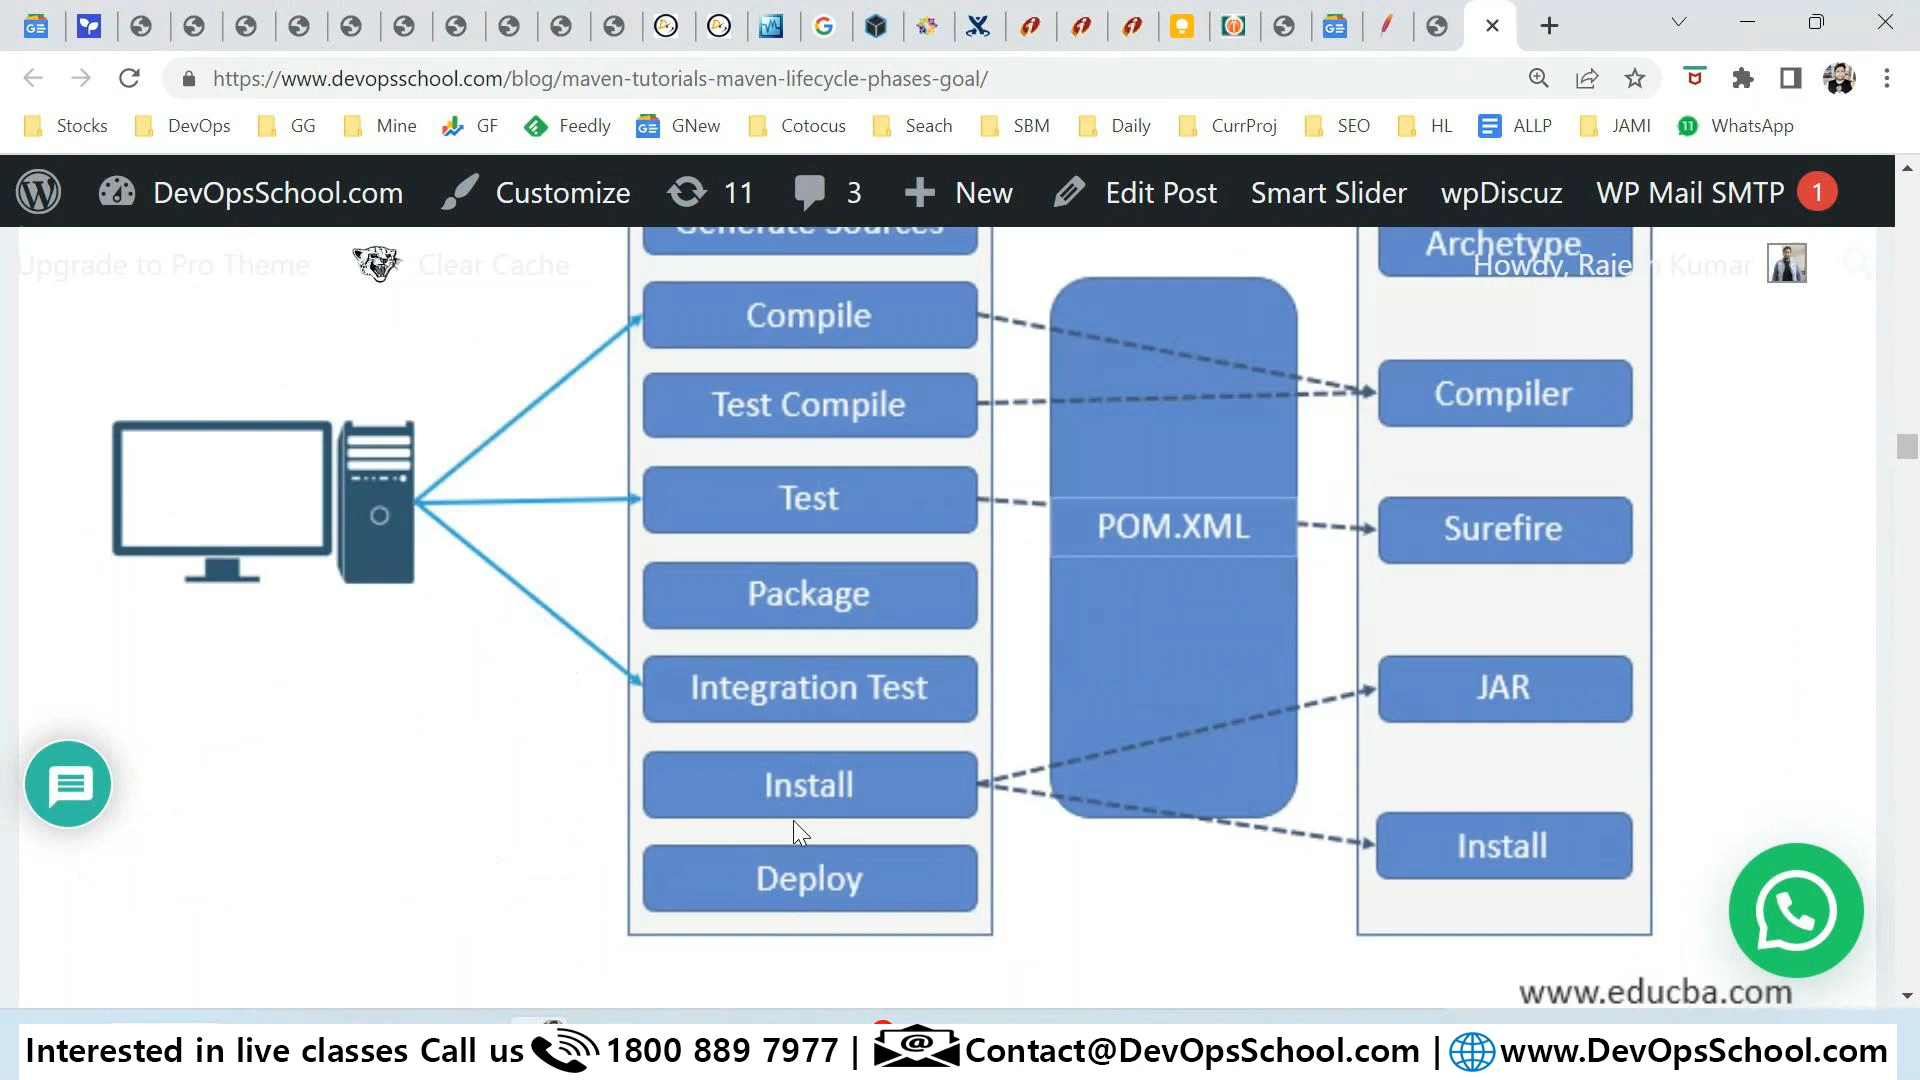 https://www.devopsschool.com/blog/maven-tutorials-maven-lifecycle-phases-goal/
Stocks DevOps GG Mine GF Feedly GNew Cotocus Seach SBM Daily CurrProj SEO HL ALLP JAMI 11 WhatsApp
DevOpsSchool.com Customize 11 3 New Edit Post Smart Slider wpDiscuz WP Mail SMTP 1
Upgrade to Pro Theme Clear Cache Howdy, Rajesh Kumar
Generate Sources
Archetype
Compile
Compiler
Test Compile
Test
POM.XML
Surefire
Package
Integration Test
JAR
Install
Install
Deploy
www.educba.com
Interested in live classes Call us 1800 889 7977 | Contact@DevOpsSchool.com | www.DevOpsSchool.com